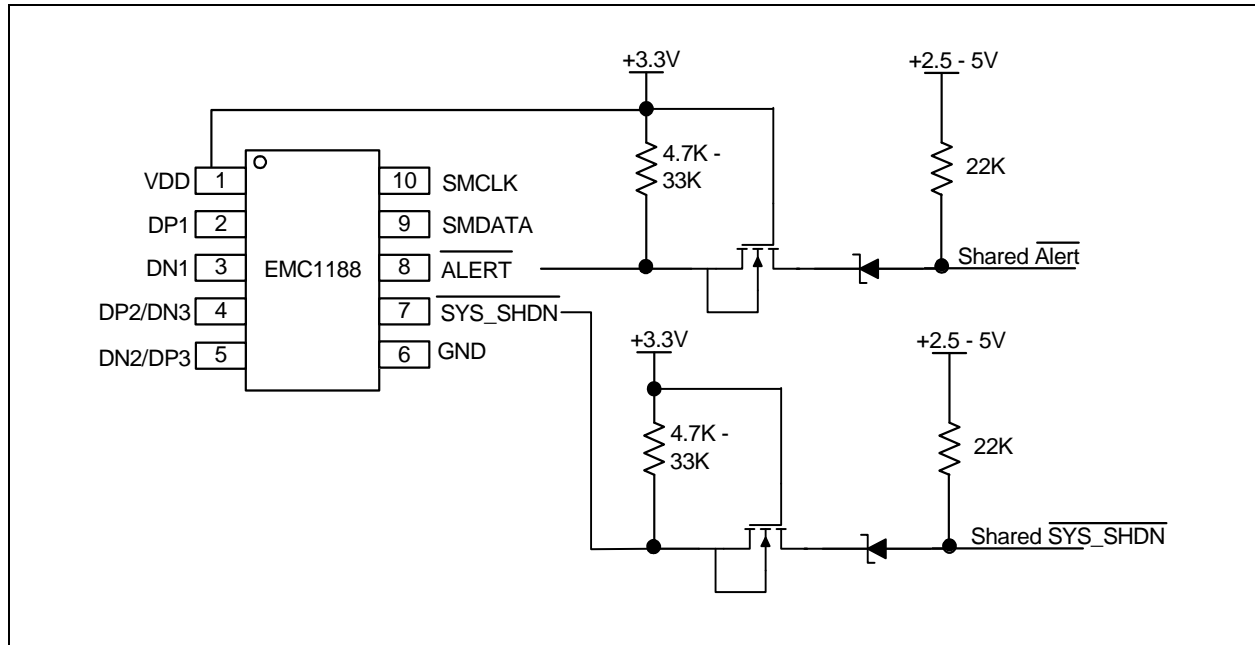 +3.3V
+2.5 - 5V
4.7K -
33K
22K
VDD 1
10 SMCLK
DP1 2
9 SMDATA
DN1 3
EMC1188
8 ALERT
Shared Alert
DP2/DN3 4
7 SYS_SHDN
DN2/DP3 5
6 GND
+3.3V
+2.5 - 5V
4.7K -
33K
22K
Shared SYS_SHDN